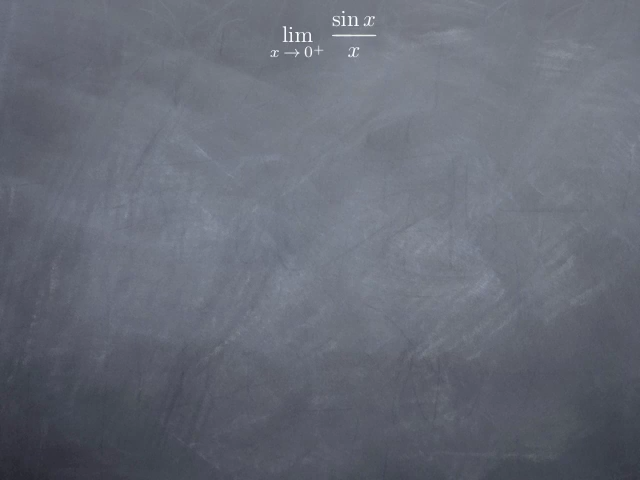 lim x → 0⁺ sin x / x